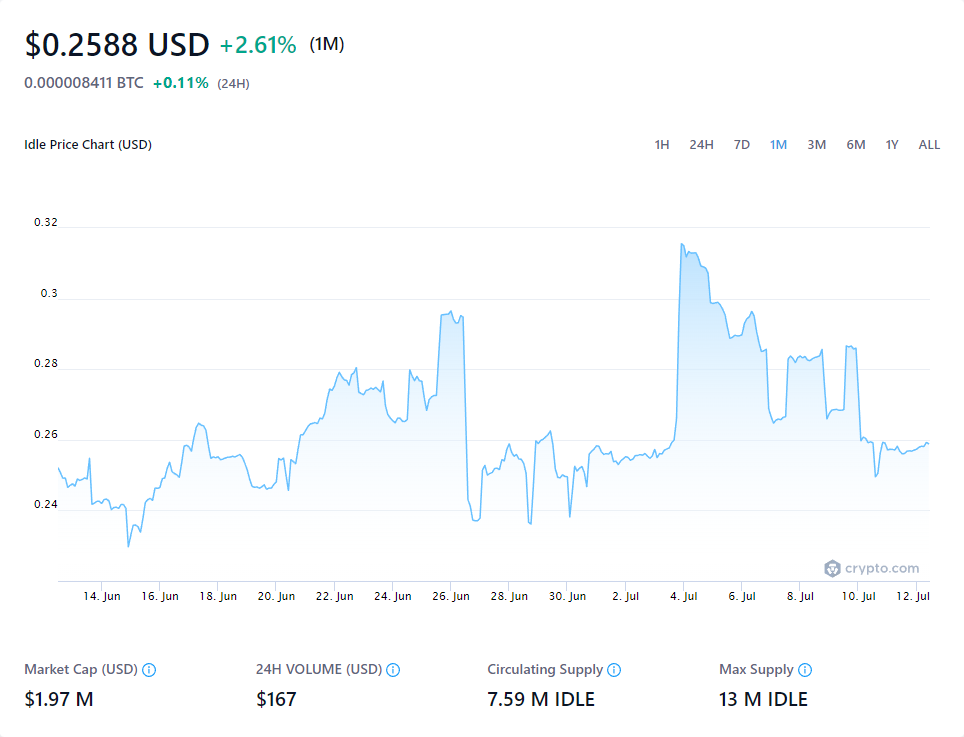 $0.2588 USD +2.61% (1M)
0.000008411 BTC +0.11% (24H)
Idle Price Chart (USD)
1H 24H 7D 1M 3M 6M 1Y ALL
0.32
0.3
0.28
0.26
0.24
crypto.com
14. Jun 16. Jun 18. Jun 20. Jun 22. Jun 24. Jun 26. Jun 28. Jun 30. Jun 2. Jul 4. Jul 6. Jul 8. Jul 10. Jul 12. Jul
Market Cap (USD) 24H VOLUME (USD) Circulating Supply Max Supply
$1.97 M $167 7.59 M IDLE 13 M IDLE